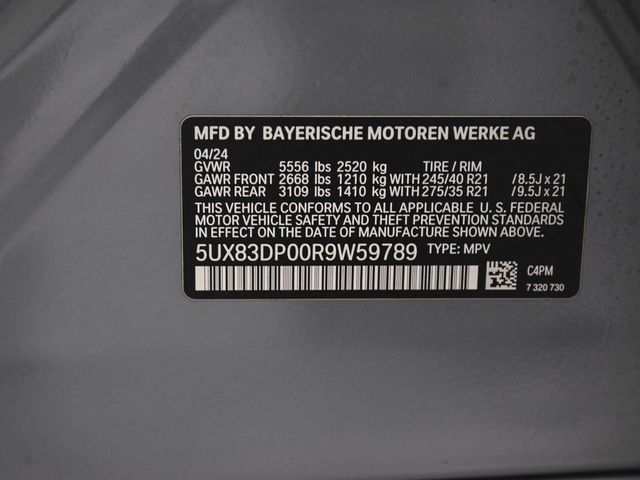 MFD BY BAYERISCHE MOTOREN WERKE AG
04/24
GVWR 5556 lbs 2520 kg TIRE / RIM
GAWR FRONT 2668 lbs 1210 kg WITH 245/40 R21 /8.5J x 21
GAWR REAR 3109 lbs 1410 kg WITH 275/35 R21 /9.5J x 21
THIS VEHICLE CONFORMS TO ALL APPLICABLE U. S. FEDERAL
MOTOR VEHICLE SAFETY AND THEFT PREVENTION STANDARDS
IN EFFECT ON THE DATE OF MANUFACTURE SHOWN ABOVE.
5UX83DP00R9W59789 TYPE: MPV
C4PM
7 320 730